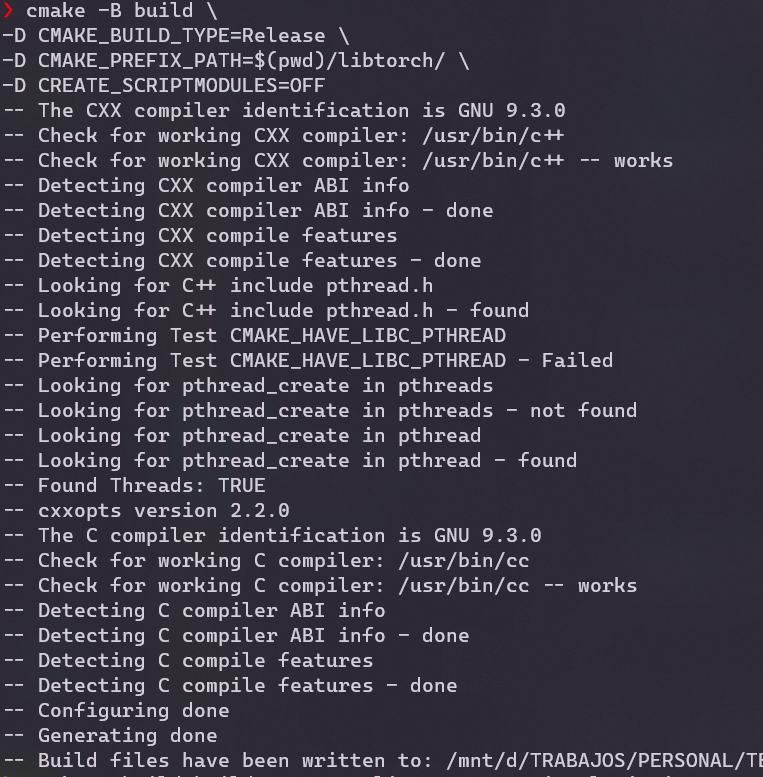 ❯ cmake -B build \
-D CMAKE_BUILD_TYPE=Release \
-D CMAKE_PREFIX_PATH=$(pwd)/libtorch/ \
-D CREATE_SCRIPTMODULES=OFF
-- The CXX compiler identification is GNU 9.3.0
-- Check for working CXX compiler: /usr/bin/c++
-- Check for working CXX compiler: /usr/bin/c++ -- works
-- Detecting CXX compiler ABI info
-- Detecting CXX compiler ABI info - done
-- Detecting CXX compile features
-- Detecting CXX compile features - done
-- Looking for C++ include pthread.h
-- Looking for C++ include pthread.h - found
-- Performing Test CMAKE_HAVE_LIBC_PTHREAD
-- Performing Test CMAKE_HAVE_LIBC_PTHREAD - Failed
-- Looking for pthread_create in pthreads
-- Looking for pthread_create in pthreads - not found
-- Looking for pthread_create in pthread
-- Looking for pthread_create in pthread - found
-- Found Threads: TRUE
-- cxxopts version 2.2.0
-- The C compiler identification is GNU 9.3.0
-- Check for working C compiler: /usr/bin/cc
-- Check for working C compiler: /usr/bin/cc -- works
-- Detecting C compiler ABI info
-- Detecting C compiler ABI info - done
-- Detecting C compile features
-- Detecting C compile features - done
-- Configuring done
-- Generating done
-- Build files have been written to: /mnt/d/TRABAJOS/PERSONAL/TE